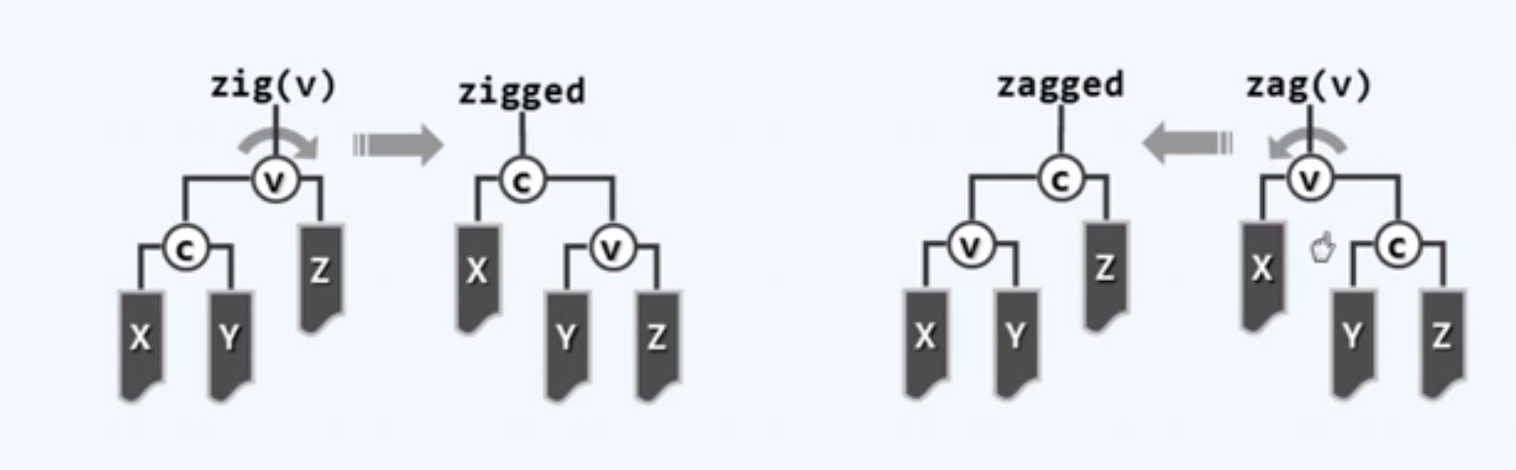 zig(v) zigged zagged zag(v)
v c c v
c Z X v v Z X c
X Y Y Z X Y Y Z